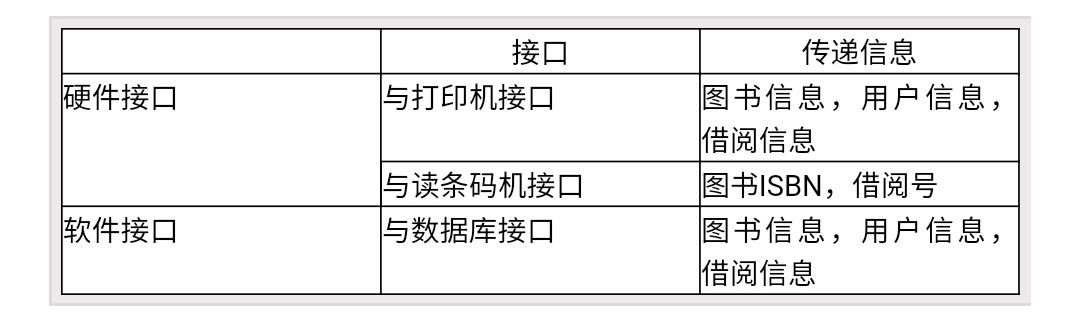 接口 传递信息
硬件接口 与打印机接口 图书信息，用户信息，
借阅信息
与读条码机接口 图书ISBN，借阅号
软件接口 与数据库接口 图书信息，用户信息，
借阅信息